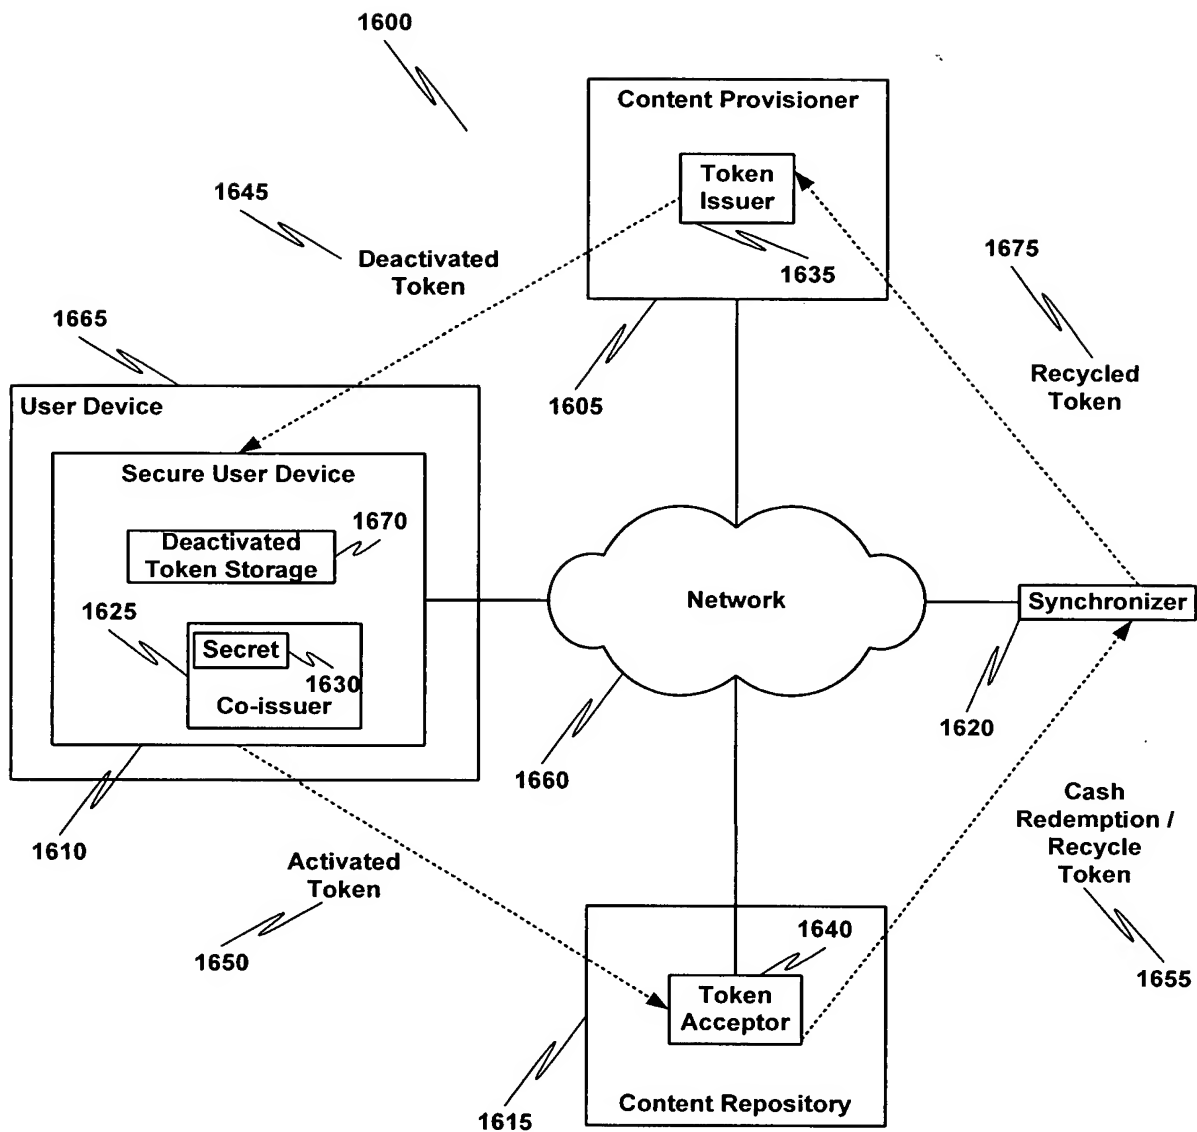 1600
Content Provisioner
Token
Issuer
1645
Deactivated
Token
1635
1675
1665
1605
Recycled
Token
User Device
Secure User Device
1670
Deactivated
Token Storage
1625
Secret
1630
Co-issuer
Network
Synchronizer
1620
1660
1610
Cash
Redemption /
Recycle
Token
Activated
Token
1640
1650
1655
Token
Acceptor
1615
Content Repository